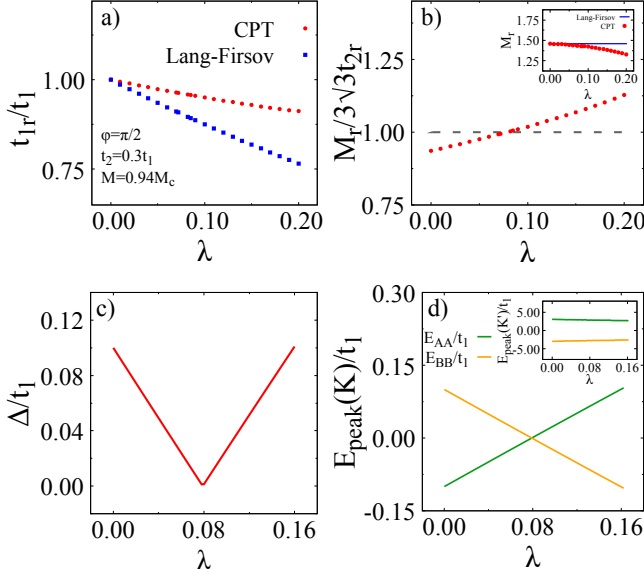 a)
CPT
Lang-Firsov
t1r/t1
1.00
0.75
φ=π/2
t2=0.3t1
M=0.94Mc
0.00
0.10
0.20
λ
b)
Mr/3√3t2r
1.25
1.00
0.75
0.00
0.10
0.20
λ
Mr
1.50
1.25
1.75
Lang-Firsov
CPT
0.00
0.10
0.20
λ
c)
Δ/t1
0.12
0.08
0.04
0.00
0.00
0.08
0.16
λ
d)
Epeak(K)/t1
0.30
0.15
0.00
-0.15
EAA/t1
EBB/t1
0.00
0.08
0.16
λ
Epeak(K')/t1
5.00
0.00
-5.00
0.00
0.08
0.16
λ